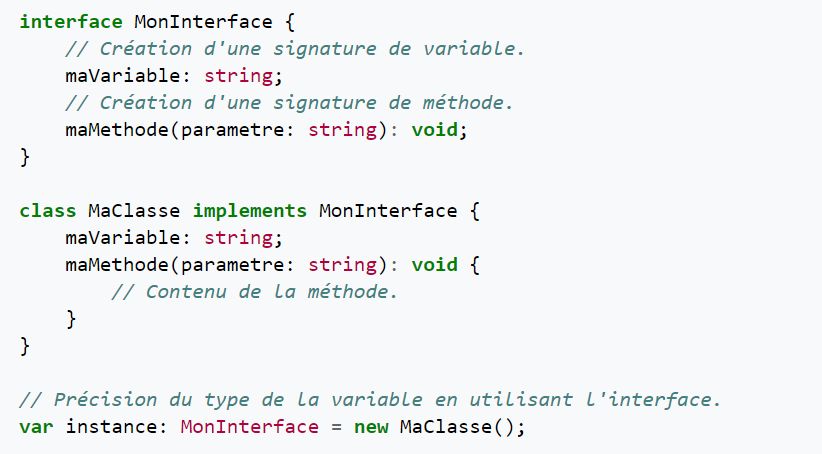 interface MonInterface {
    // Création d'une signature de variable.
    maVariable: string;
    // Création d'une signature de méthode.
    maMethode(parametre: string): void;
}

class MaClasse implements MonInterface {
    maVariable: string;
    maMethode(parametre: string): void {
        // Contenu de la méthode.
    }
}

// Précision du type de la variable en utilisant l'interface.
var instance: MonInterface = new MaClasse();